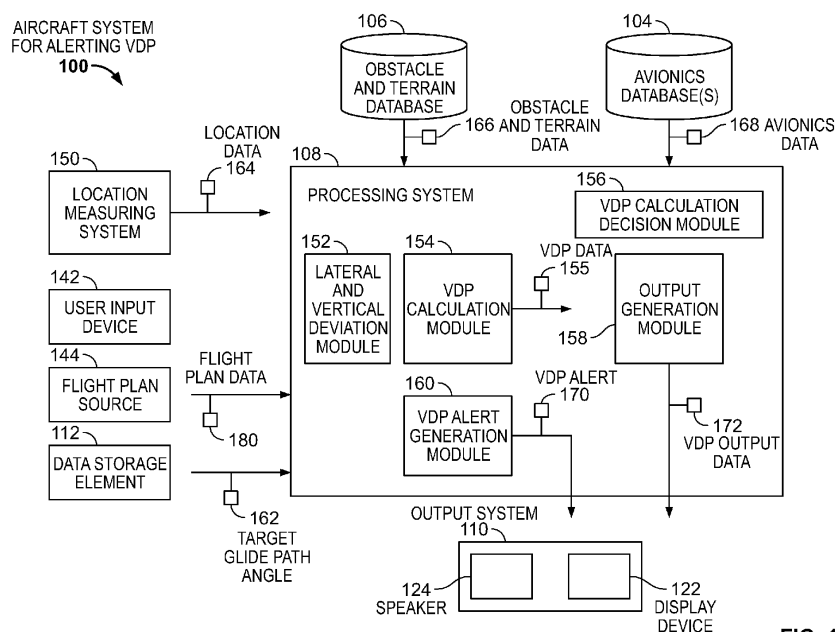 AIRCRAFT SYSTEM
FOR ALERTING VDP
100
106
OBSTACLE
AND TERRAIN
DATABASE
104
AVIONICS
DATABASE(S)
OBSTACLE
166 AND TERRAIN
DATA
168 AVIONICS
DATA
LOCATION
DATA
164
150
LOCATION
MEASURING
SYSTEM
108
PROCESSING SYSTEM
156
VDP CALCULATION
DECISION MODULE
152
LATERAL
AND
VERTICAL
DEVIATION
MODULE
154
VDP
CALCULATION
MODULE
VDP DATA
155
OUTPUT
GENERATION
MODULE
158
142
USER INPUT
DEVICE
144
FLIGHT PLAN
SOURCE
FLIGHT
PLAN DATA
180
160
VDP ALERT
GENERATION
MODULE
VDP ALERT
170
172
VDP OUTPUT
DATA
112
DATA STORAGE
ELEMENT
162
TARGET
GLIDE PATH
ANGLE
OUTPUT SYSTEM
110
124
SPEAKER
122
DISPLAY
DEVICE